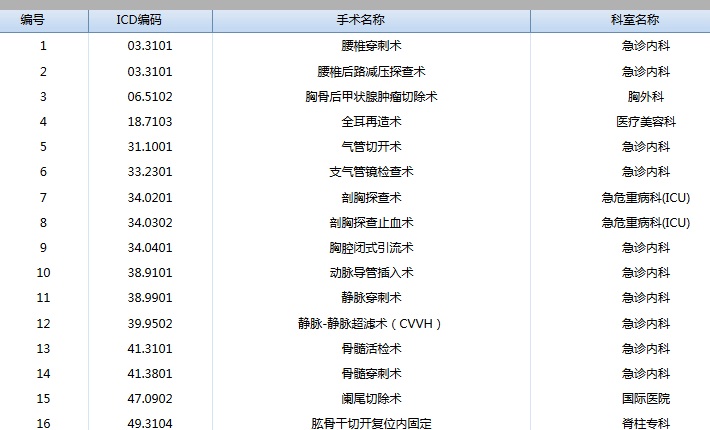 编号 ICD编码 手术名称 科室名称
1 03.3101 腰椎穿刺术 急诊内科
2 03.3101 腰椎后路减压探查术 急诊内科
3 06.5102 胸骨后甲状腺肿瘤切除术 胸外科
4 18.7103 全耳再造术 医疗美容科
5 31.1001 气管切开术 急诊内科
6 33.2301 支气管镜检查术 急诊内科
7 34.0201 剖胸探查术 急危重病科(ICU)
8 34.0302 剖胸探查止血术 急危重病科(ICU)
9 34.0401 胸腔闭式引流术 急诊内科
10 38.9101 动脉导管插入术 急诊内科
11 38.9901 静脉穿刺术 急诊内科
12 39.9502 静脉-静脉超滤术（CVVH） 急诊内科
13 41.3101 骨髓活检术 急诊内科
14 41.3801 骨髓穿刺术 急诊内科
15 47.0902 阑尾切除术 国际医院
16 49.3104 肱骨干切开复位内固定 脊柱专科